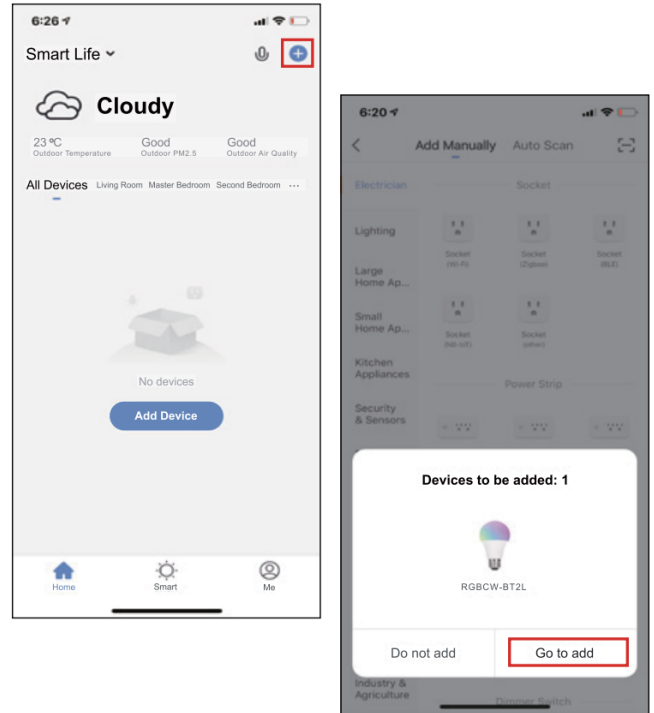 6:26
Smart Life
Cloudy
23 °C
Outdoor Temperature
Good
Outdoor PM2.5
Good
Outdoor Air Quality
All Devices Living Room Master Bedroom Second Bedroom ...
No devices
Add Device
Home
Smart
Me
6:20
Add Manually Auto Scan
Electrician
Socket
Lighting
Socket
(Wi-Fi)
Socket
(Zigbee)
Socket
(BLE)
Large
Home Ap...
Small
Home Ap...
Socket
(NB-IoT)
Socket
(other)
Kitchen
Appliances
Power Strip
Security
& Sensors
Devices to be added: 1
RGBCW-BT2L
Do not add
Go to add
Industry &
Agriculture
Dimmer Switch